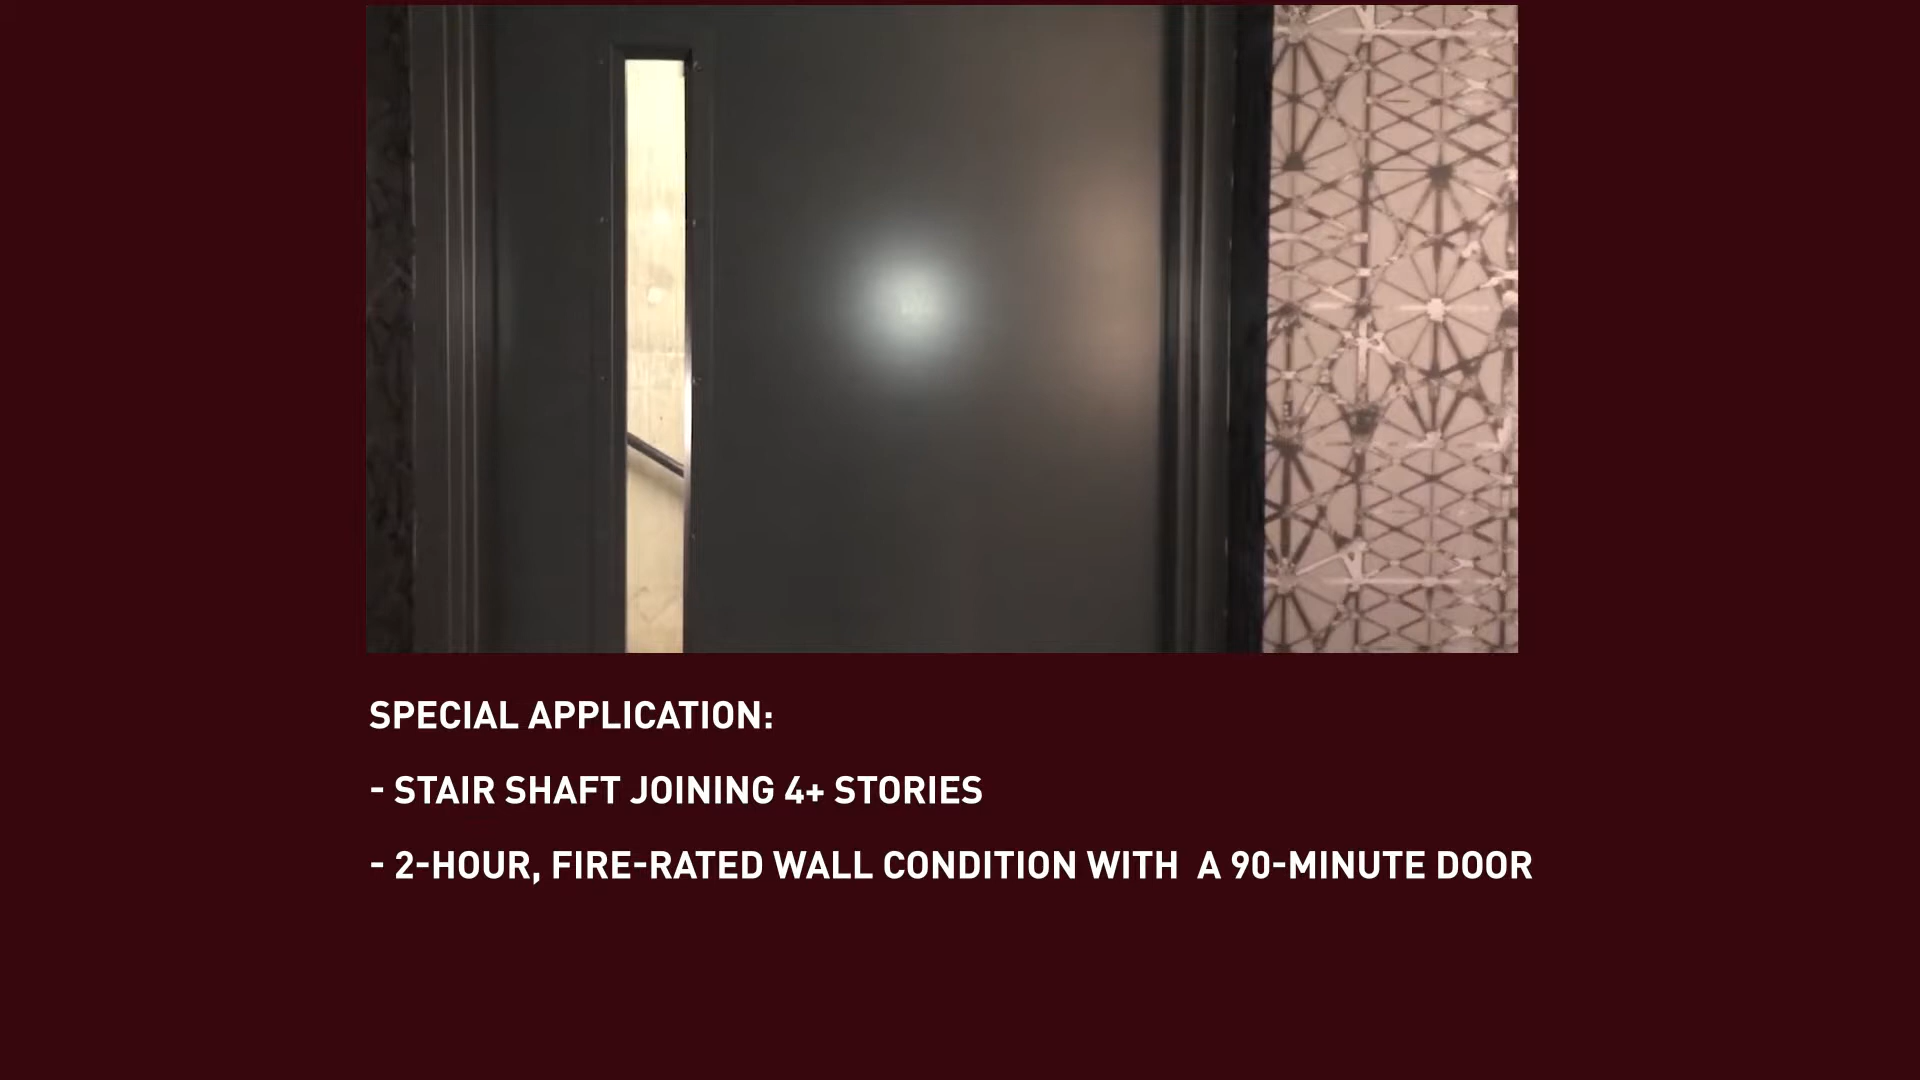 SPECIAL APPLICATION:
- STAIR SHAFT JOINING 4+ STORIES
- 2-HOUR, FIRE-RATED WALL CONDITION WITH A 90-MINUTE DOOR